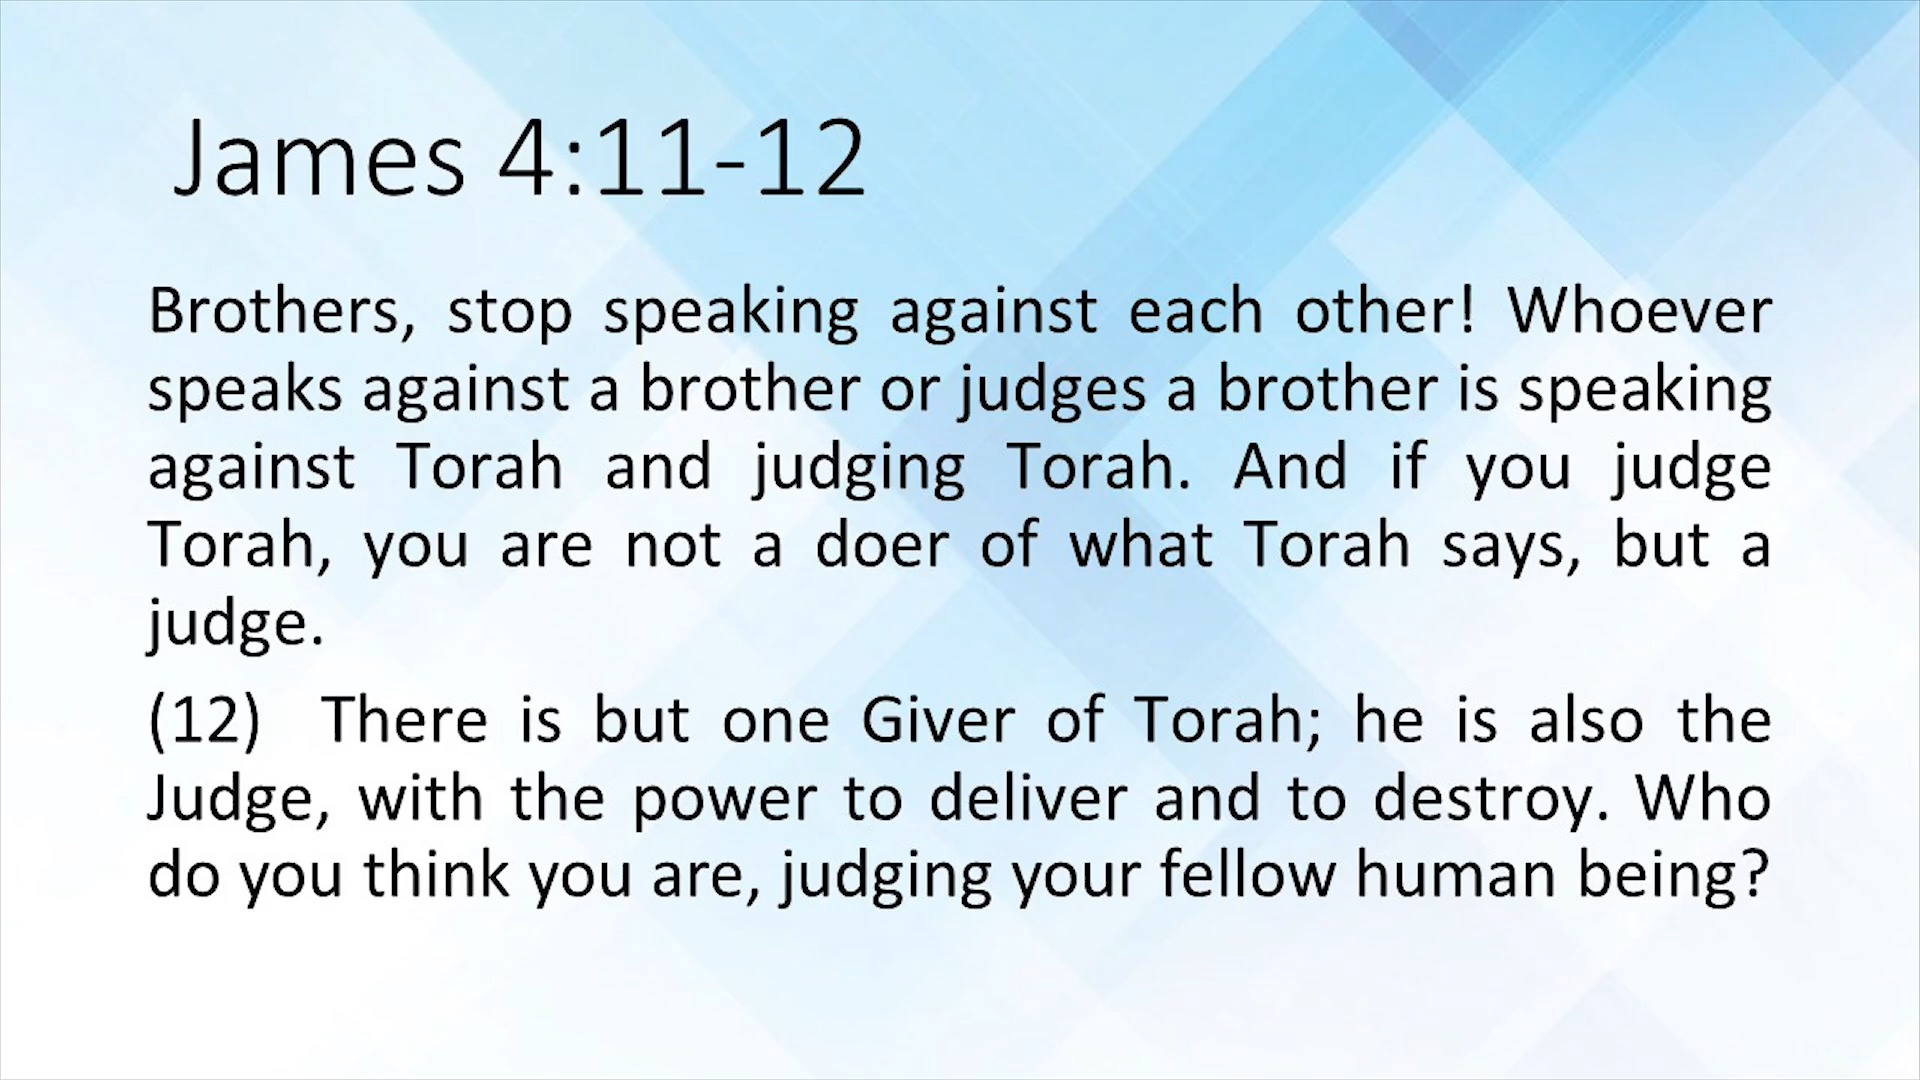 James 4:11-12
Brothers, stop speaking against each other! Whoever
speaks against a brother or judges a brother is speaking
against Torah and judging Torah. And if you judge
Torah, you are not a doer of what Torah says, but a
judge.
(12) There is but one Giver of Torah; he is also the
Judge, with the power to deliver and to destroy. Who
do you think you are, judging your fellow human being?